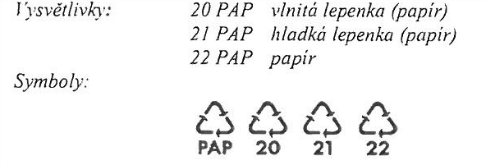 Vysvětlivky: 20 PAP vlnitá lepenka (papír)
21 PAP hladká lepenka (papír)
22 PAP papír
Symboly:
PAP 20 21 22